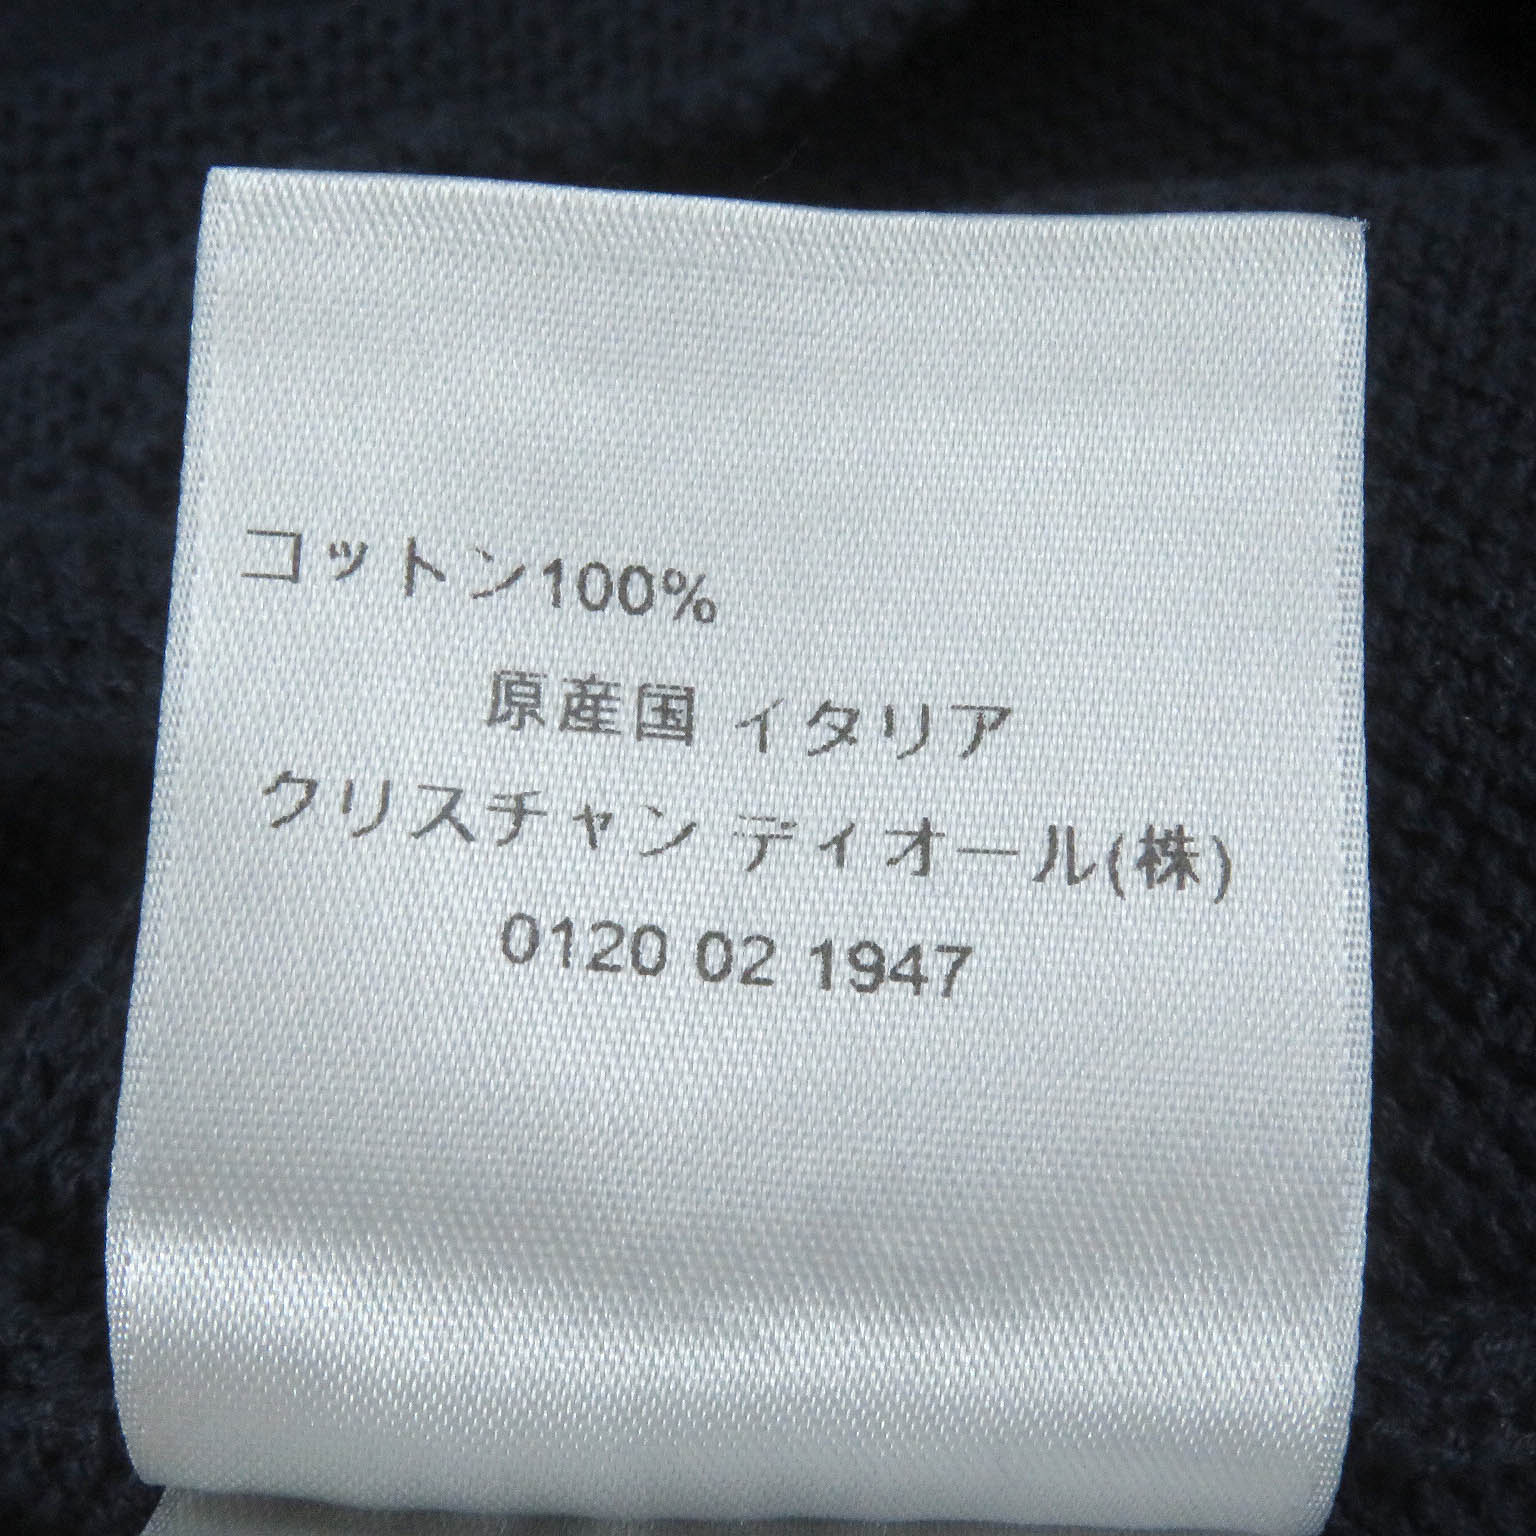 コットン100%
原産国 イタリア
クリスチャン ディオール(株)
0120 02 1947